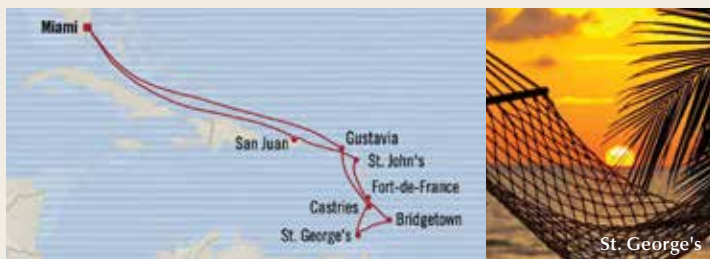 Miami
San Juan
Gustavia
St. John's
Fort-de-France
Castries
Bridgetown
St. George's
St. George's